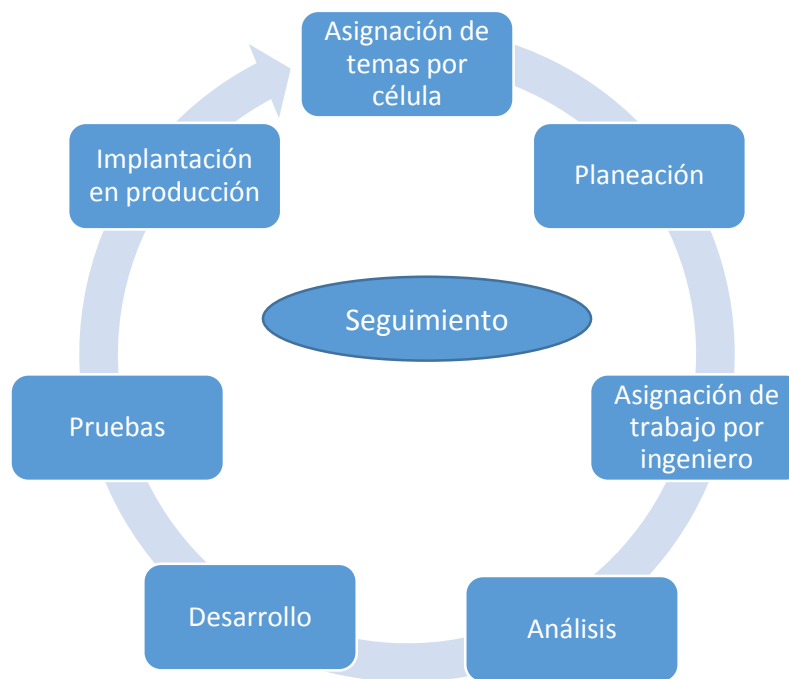 Asignación de
temas por
célula
Planeación
Asignación de
trabajo por
ingeniero
Análisis
Desarrollo
Pruebas
Implantación
en producción
Seguimiento